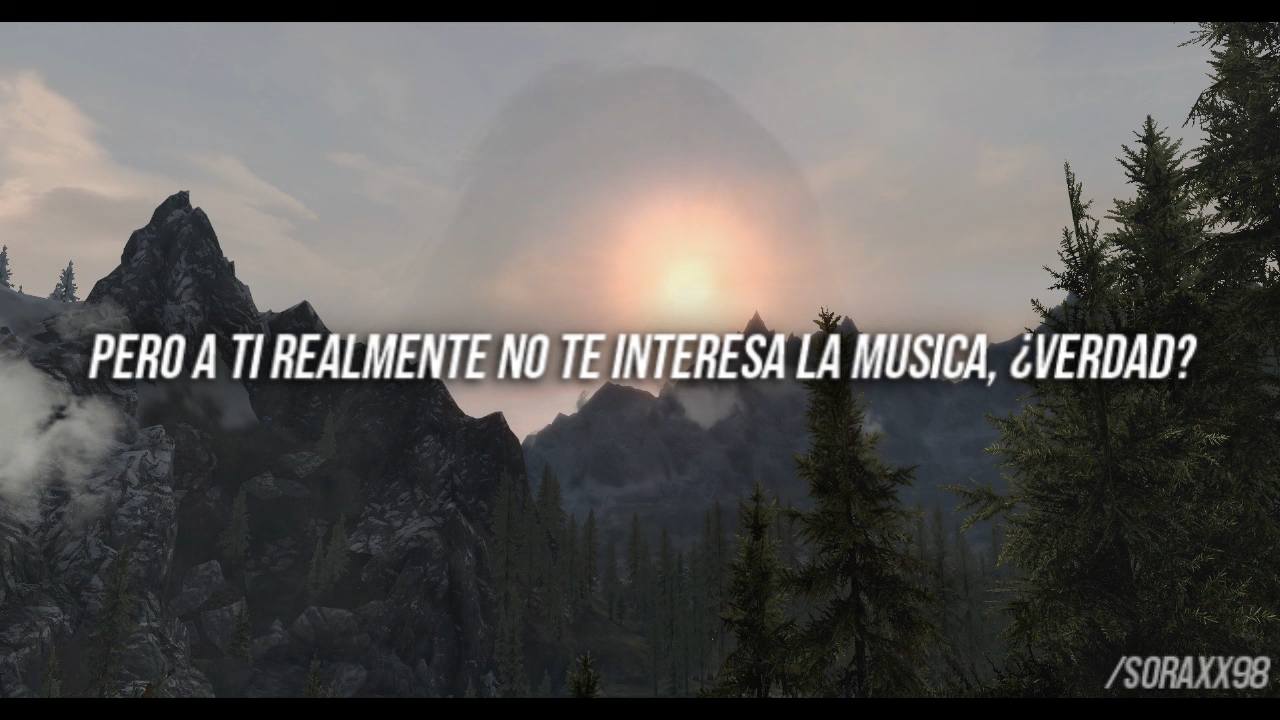 PERO A TI REALMENTE NO TE INTERESA LA MUSICA, ¿VERDAD?
/SORAXX98